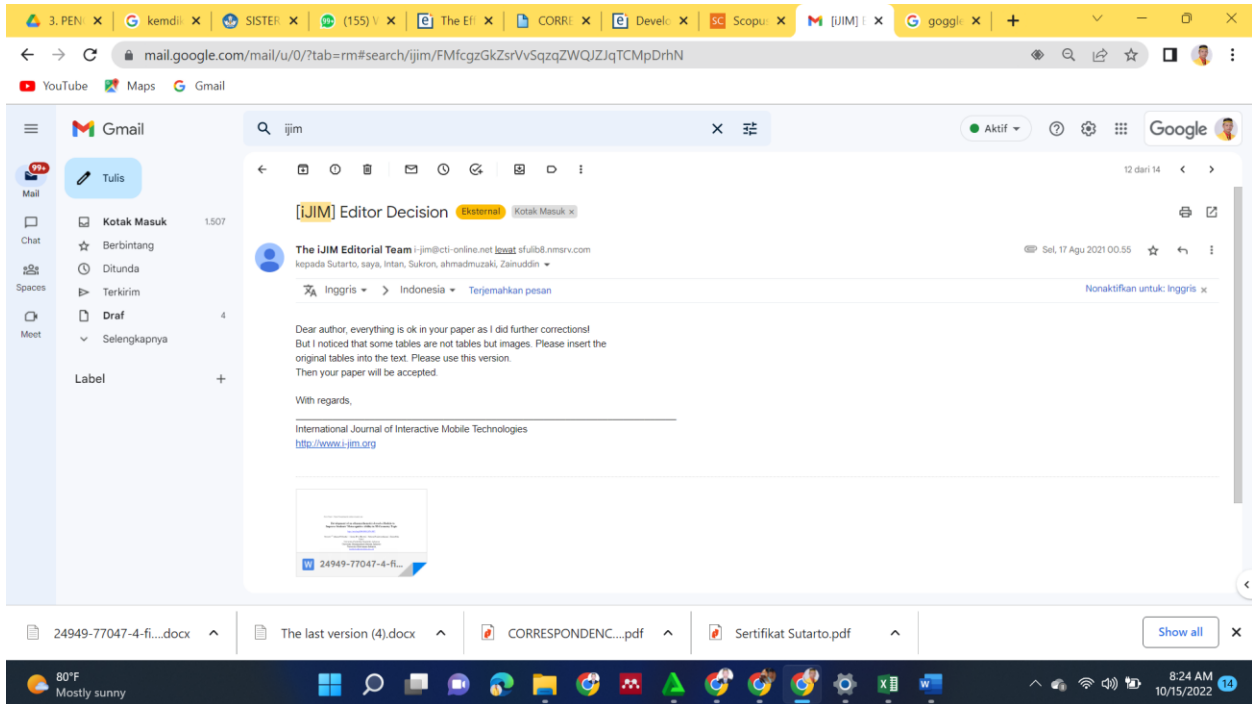 3. PEN
kemdi
SISTER
(155)
The Ef
CORRE
Develo
Scopu
goggle
mail.google.com/mail/u/0/?tab=rm#search/ijim/FMfcgzGkZsrVvSqzqZWQJZJqTCMpDrhN
YouTube Maps Gmail
Gmail
ijim
Aktif
Google
99+
Mail
Tulis
12 dari 14
Chat
Spaces
Meet
Kotak Masuk 1.507
Berbintang
Ditunda
Terkirim
Draf 4
Selengkapnya
Label +
[iJIM] Editor Decision Eksternal Kotak Masuk x
The iJIM Editorial Team i-jim@cti-online.net lewat sfulib8.nmsrv.com
Sel, 17 Agu 2021 00.55
kepada Sutarto, saya, Intan, Sukron, ahmadmuzaki, Zainuddin
Inggris > Indonesia Terjemahkan pesan
Nonaktifkan untuk: Inggris x
Dear author, everything is ok in your paper as I did further corrections!
But I noticed that some tables are not tables but images. Please insert the
original tables into the text. Please use this version.
Then your paper will be accepted.
With regards,
International Journal of Interactive Mobile Technologies
http://www.i-jim.org
24949-77047-4-fi...
24949-77047-4-fi....docx
The last version (4).docx
CORRESPONDENC....pdf
Sertifikat Sutarto.pdf
Show all
80°F
Mostly sunny
8:24 AM
10/15/2022
14